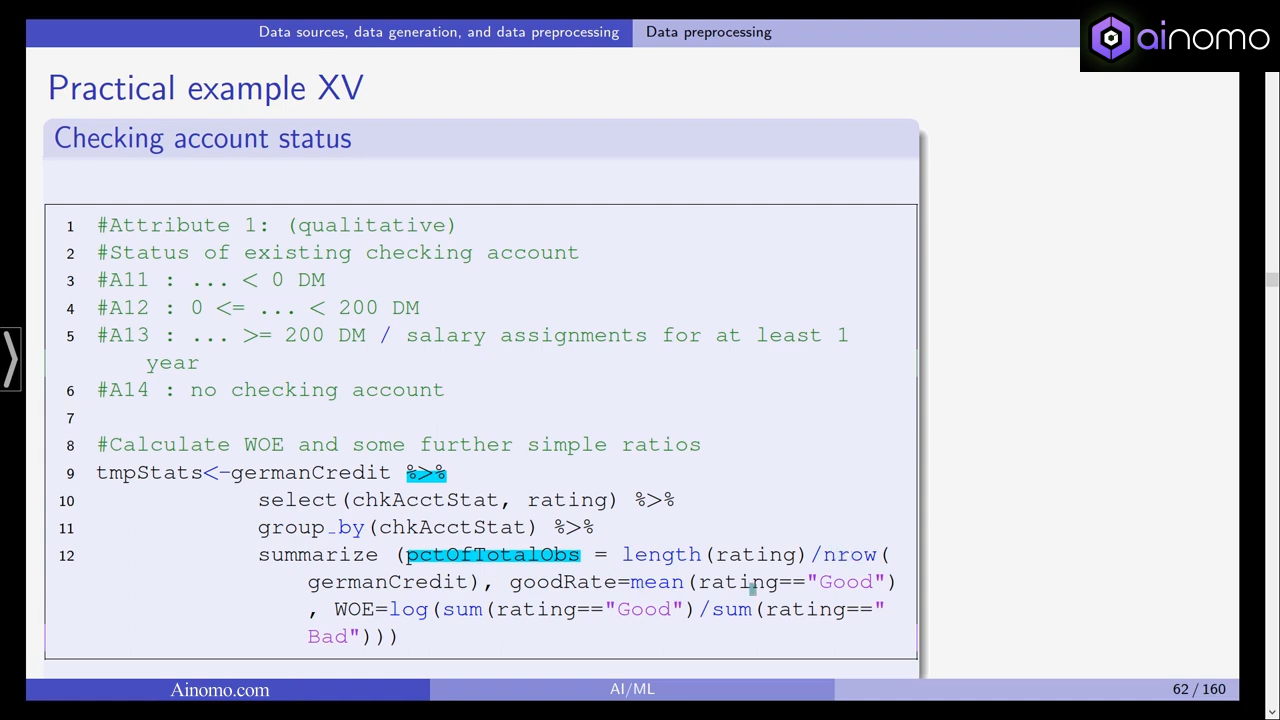 Data sources, data generation, and data preprocessing Data preprocessing
ainomo
Practical example XV
Checking account status
1 #Attribute 1: (qualitative)
2 #Status of existing checking account
3 #A11 : ... < 0 DM
4 #A12 : 0 <= ... < 200 DM
5 #A13 : ... >= 200 DM / salary assignments for at least 1
year
6 #A14 : no checking account
7
8 #Calculate WOE and some further simple ratios
9 tmpStats<-germanCredit %>%
10 select(chkAcctStat, rating) %>%
11 group_by(chkAcctStat) %>%
12 summarize (pctOfTotalObs = length(rating)/nrow(
germanCredit), goodRate=mean(rating=="Good")
, WOE=log(sum(rating=="Good")/sum(rating=="
Bad")))
Ainomo.com AI/ML 62 / 160